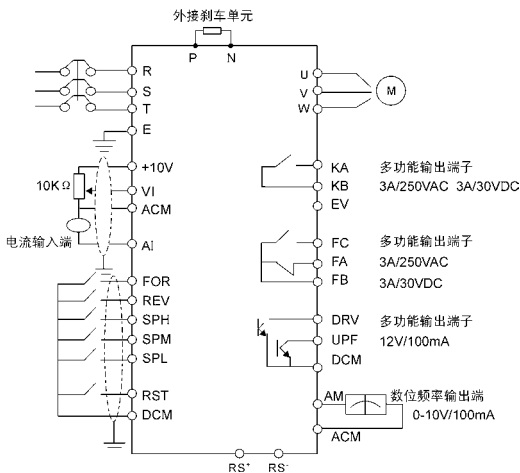 外接刹车单元
P N
R
S
T
E
+10V
10KΩ
VI
ACM
电流输入端
AI
FOR
REV
SPH
SPM
SPL
RST
DCM
U
V
W
M
KA 多功能输出端子
KB 3A/250VAC 3A/30VDC
EV
FC 多功能输出端子
FA 3A/250VAC
FB 3A/30VDC
DRV 多功能输出端子
UPF 12V/100mA
DCM
AM 数位频率输出端
0-10V/100mA
ACM
RS+ RS-